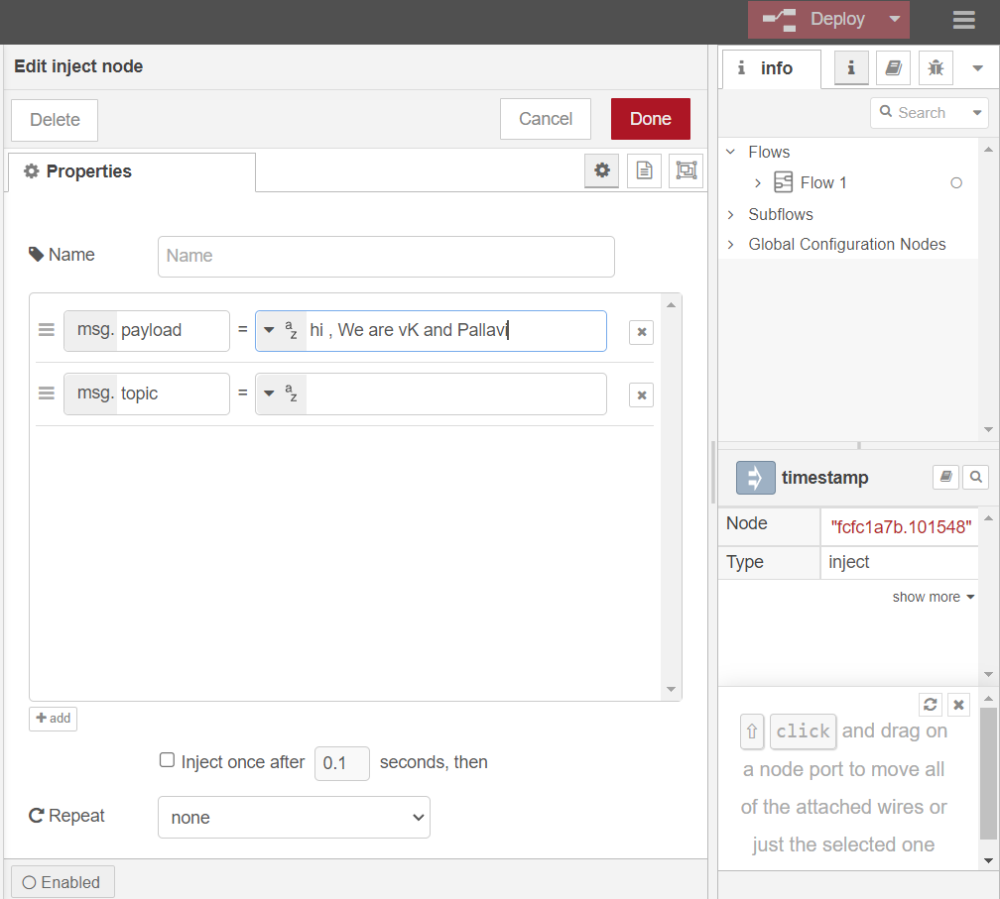 Deploy
Edit inject node
Delete
Cancel
Done
Properties
Name
Name
msg. payload = az hi , We are vK and Pallavi
msg. topic = az
add
Inject once after 0.1 seconds, then
Repeat none
Enabled
i info i
Search
Flows
Flow 1
Subflows
Global Configuration Nodes
timestamp
Node "fcfc1a7b.101548"
Type inject
show more
⇧ click and drag on
a node port to move all
of the attached wires or
just the selected one